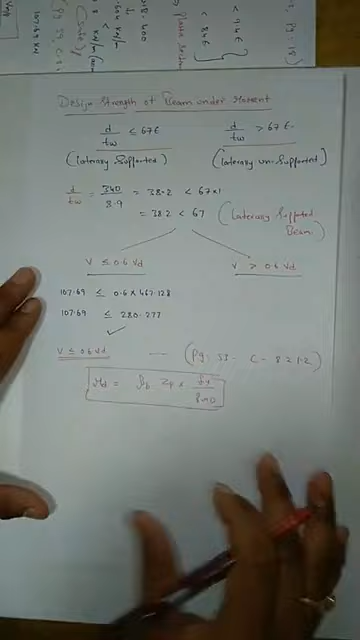 Design Strength of Beam under Moment
d/tw ≤ 67ε
d/tw > 67ε
(Laterally Supported)
(Laterally un-Supported)
d/tw = 340/8.9 = 38.2 < 67×1
= 38.2 < 67 (Laterally Supported Beam)
V ≤ 0.6 Vd
V > 0.6 Vd
107.69 ≤ 0.6 × 467.128
107.69 ≤ 280.277
✓
V ≤ 0.6 Vd --- (Pg. 53 - C - 8.2.1.2)
Md = βb Zp × fy/γm0